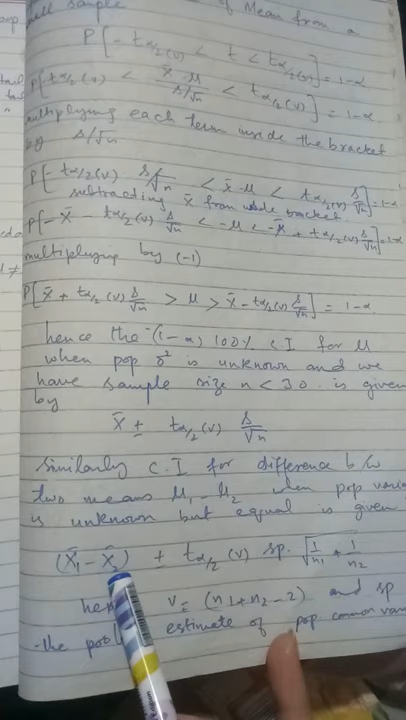 small sample of Mean from a
P[-tα/2(v) < t < tα/2(v)] = 1-α
P[-tα/2(v) < x̄-μ / s/√n < tα/2(v)] = 1-α
multiplying each term inside the bracket
by s/√n
P[-tα/2(v) s/√n < x̄-μ < tα/2(v) s/√n] = 1-α
subtracting x̄ from inside bracket
P[-x̄ - tα/2(v) s/√n < -μ < -x̄ + tα/2(v) s/√n] = 1-α
multiplying by (-1)
P[x̄ + tα/2(v) s/√n > μ > x̄ - tα/2(v) s/√n] = 1-α
hence the (1-α)100% C.I for μ
when pop σ² is unknown and we
have sample size n < 30 is given
by
x̄ ± tα/2(v) s/√n
Similarly C.I for difference b/w
two means μ1-μ2 when pop varia
is unknown but equal is given
(x̄1-x̄2) ± tα/2(v) sp. √1/n1 + 1/n2
v = (n1+n2-2) and sp
the estimate of pop common var